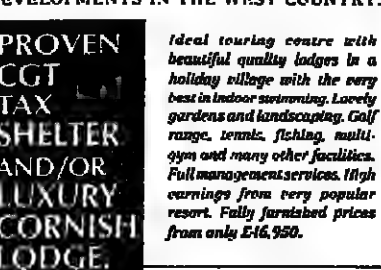 DEVELOPMENTS IN THE WEST COUNTRY.
PROVEN
CGT
TAX
SHELTER
AND/OR
LUXURY
CORNISH
LODGE.
Ideal touring centre with
beautiful quality lodges in a
holiday village with the very
best in indoor swimming. Lovely
gardens and landscaping. Golf
range, tennis, fishing, multi-
gym and many other facilities.
Full management services. High
earnings from very popular
resort. Fully furnished prices
from only £46,950.